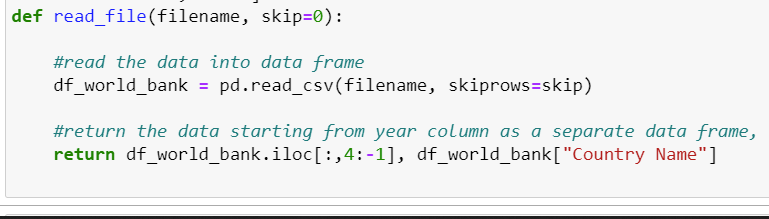 def read_file(filename, skip=0):
#read the data into data frame
df_world_bank = pd.read_csv(filename, skiprows=skip)
#return the data starting from year column as a separate data frame,
return df_world_bank.iloc[:,4:-1], df_world_bank["Country Name"]